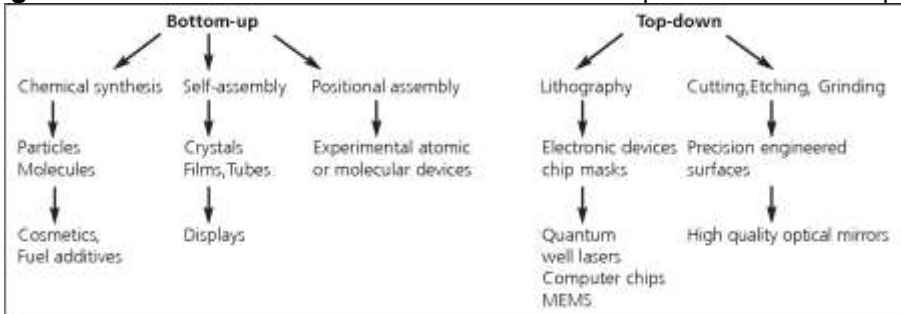 Bottom-up
Top-down
Chemical synthesis
Self-assembly
Positional assembly
Lithography
Cutting,Etching, Grinding
Particles
Molecules
Crystals
Films,Tubes
Experimental atomic
or molecular devices
Electronic devices
chip masks
Precision engineered
surfaces
Cosmetics,
Fuel additives
Displays
Quantum
well lasers
Computer chips
MEMS
High quality optical mirrors